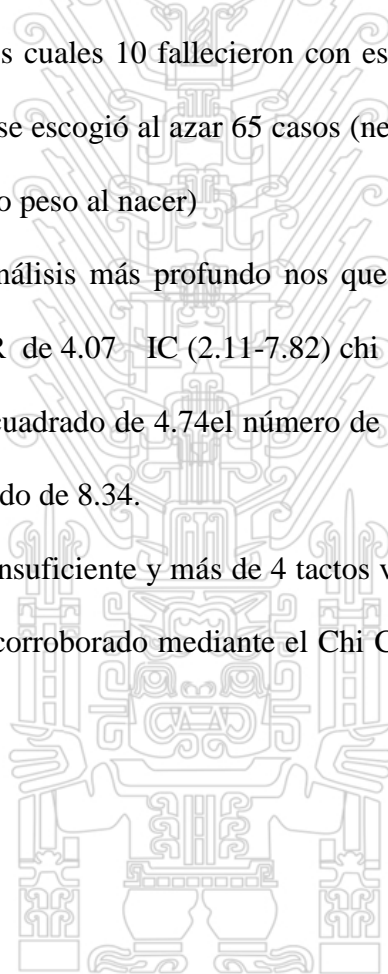 s cuales 10 fallecieron con es
se escogió al azar 65 casos (ne
o peso al nacer)
nálisis más profundo nos que
de 4.07 IC (2.11-7.82) chi
cuadrado de 4.74el número de
do de 8.34.
nsuficiente y más de 4 tactos v
corroborado mediante el Chi C